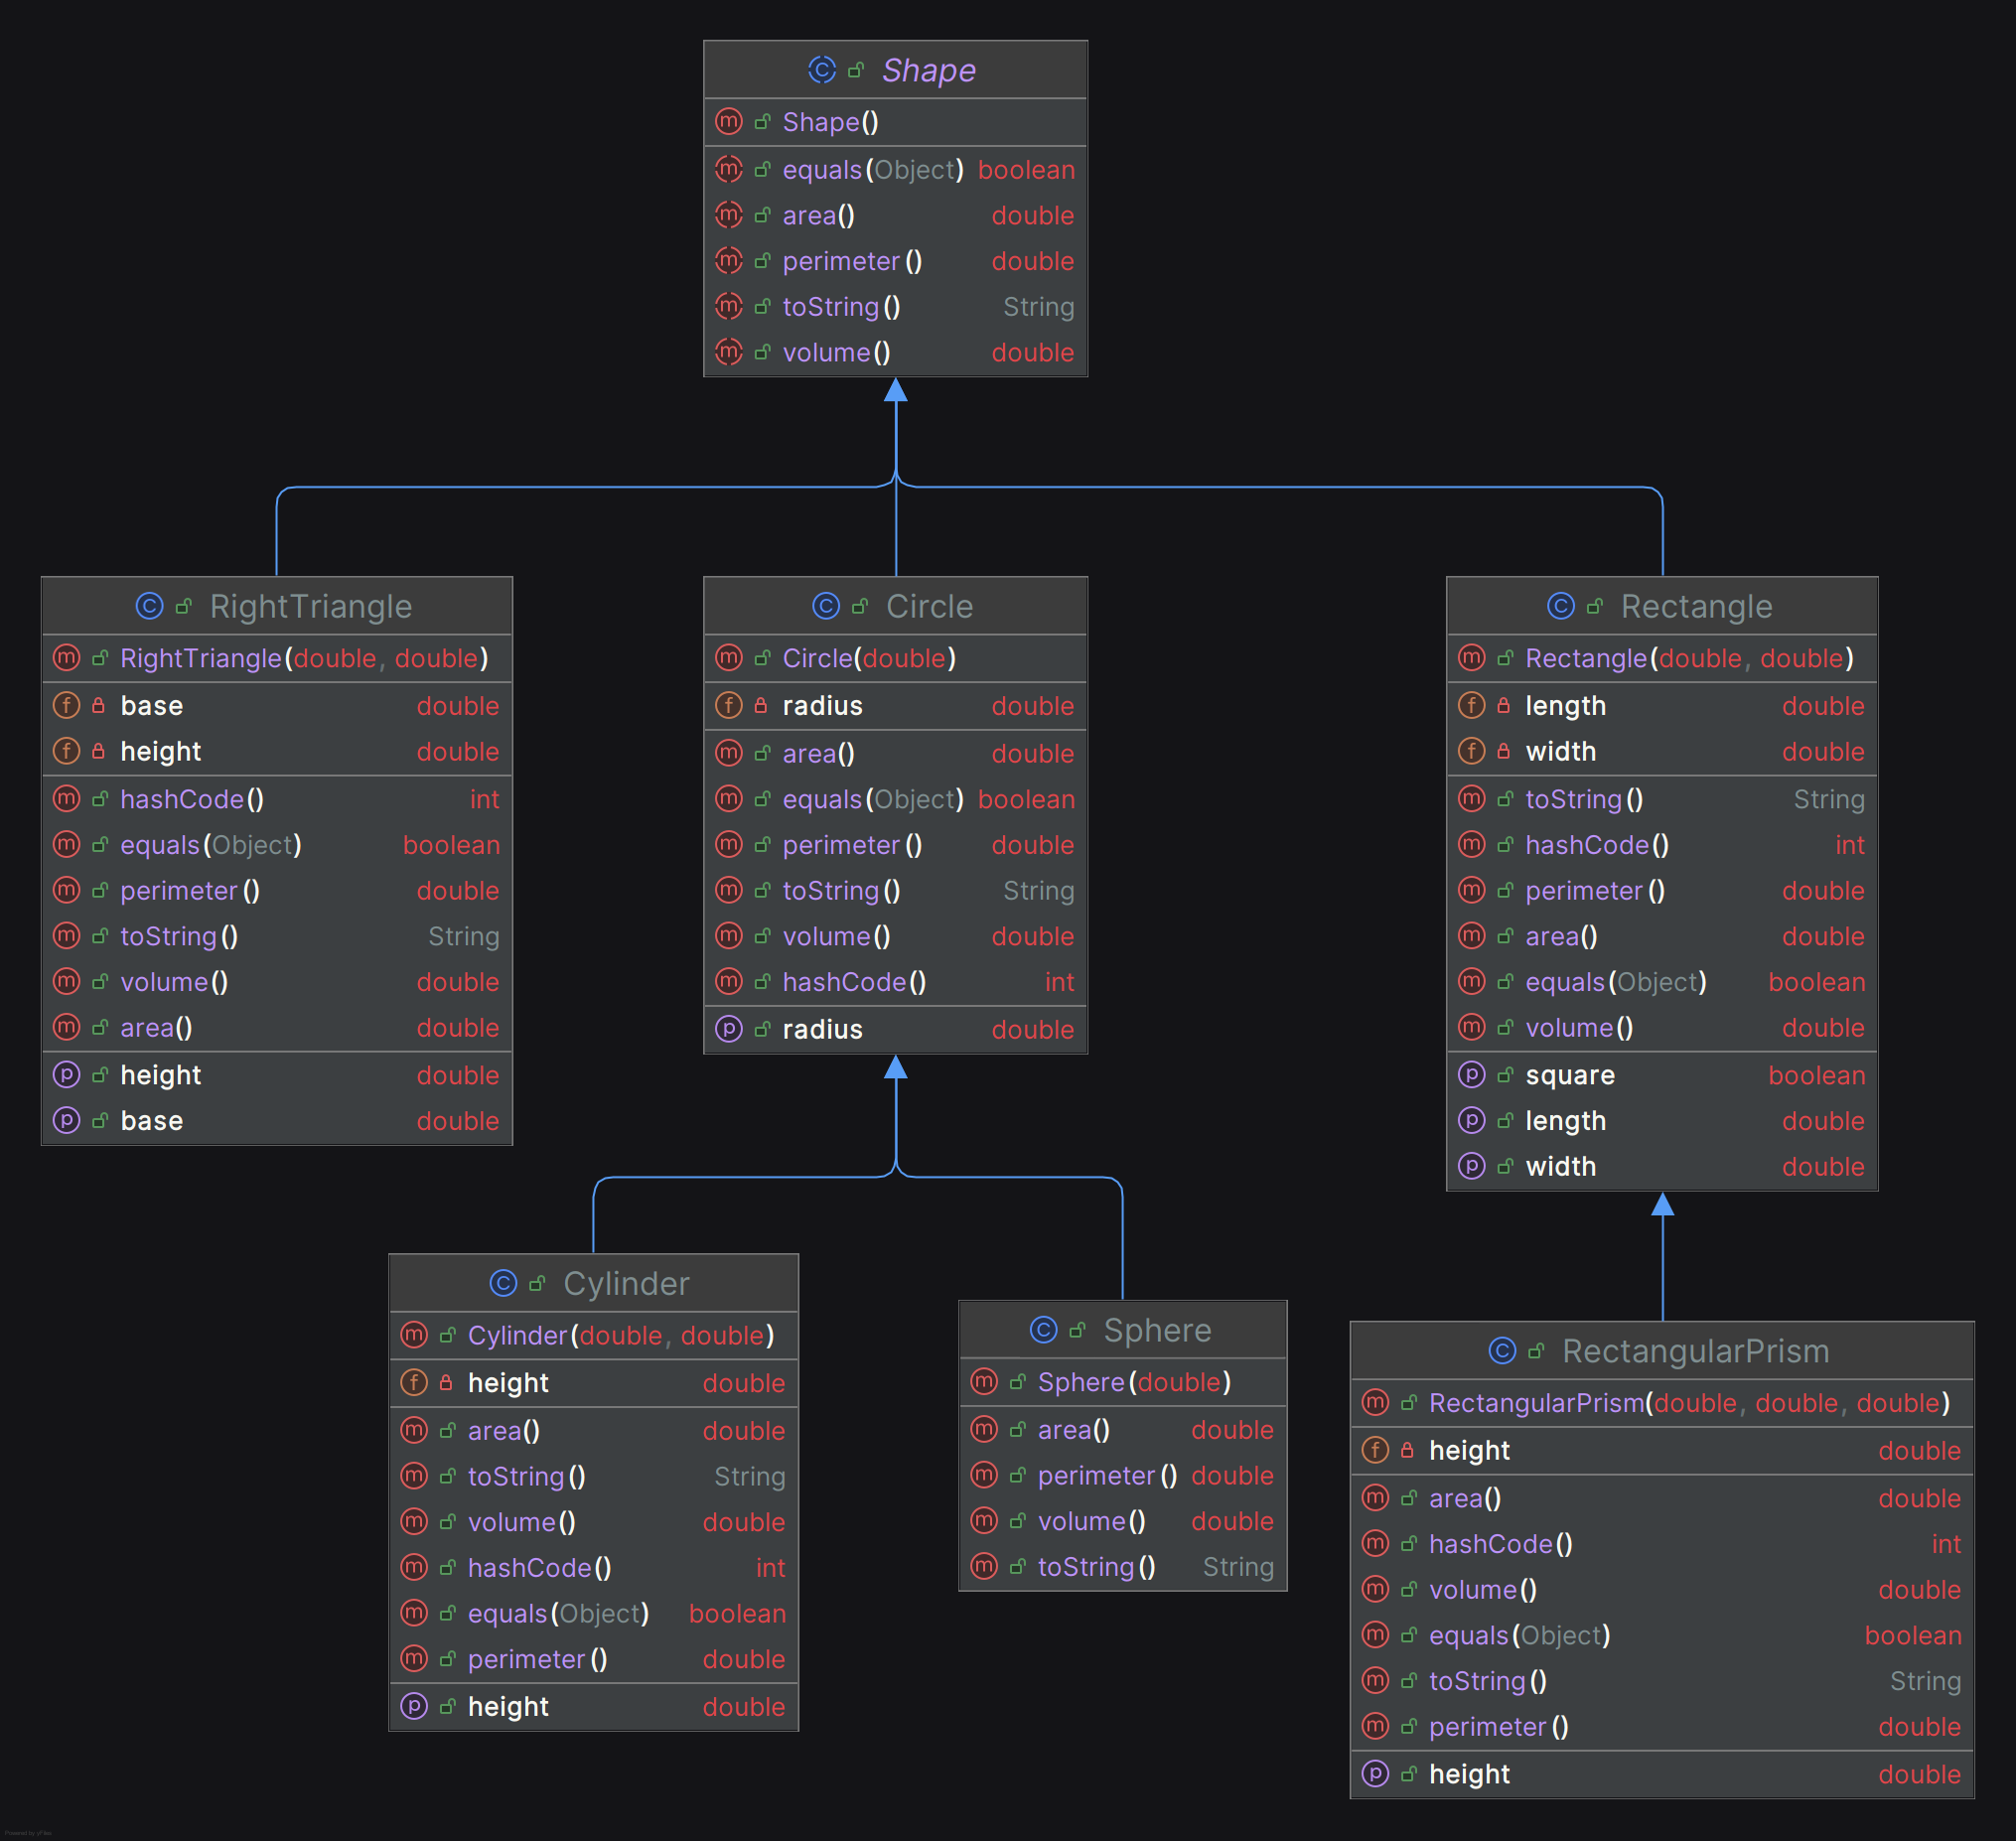 Shape
Shape()
equals(Object) boolean
area() double
perimeter() double
toString() String
volume() double
RightTriangle
RightTriangle(double, double)
base double
height double
hashCode() int
equals(Object) boolean
perimeter() double
toString() String
volume() double
area() double
height double
base double
Circle
Circle(double)
radius double
area() double
equals(Object) boolean
perimeter() double
toString() String
volume() double
hashCode() int
radius double
Rectangle
Rectangle(double, double)
length double
width double
toString() String
hashCode() int
perimeter() double
area() double
equals(Object) boolean
volume() double
square boolean
length double
width double
Cylinder
Cylinder(double, double)
height double
area() double
toString() String
volume() double
hashCode() int
equals(Object) boolean
perimeter() double
height double
Sphere
Sphere(double)
area() double
perimeter() double
volume() double
toString() String
RectangularPrism
RectangularPrism(double, double, double)
height double
area() double
hashCode() int
volume() double
equals(Object) boolean
toString() String
perimeter() double
height double
Powered by yFiles